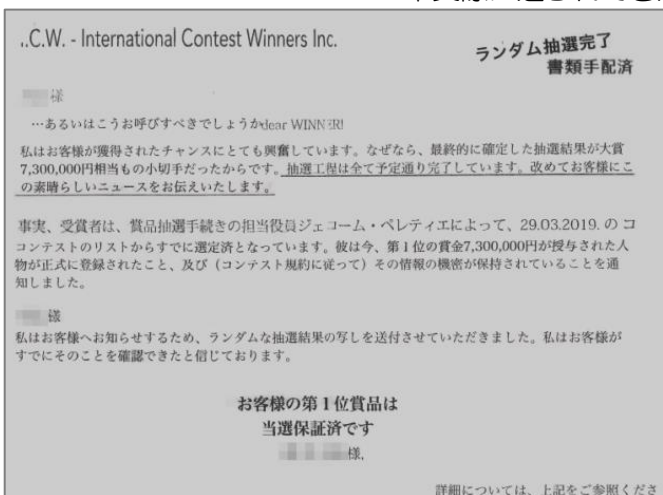 .C.W. - International Contest Winners Inc.
ランダム抽選完了
書類手配済
様
…あるいはこうお呼びすべきでしょうかdear WINNER!
私はお客様が獲得されたチャンスにとても興奮しています。なぜなら、最終的に確定した抽選結果が大賞
7,300,000円相当もの小切手だったからです。抽選工程は全て予定通り完了しています。改めてお客様にこ
の素晴らしいニュースをお伝えいたします。
事実、受賞者は、賞品抽選手続きの担当役員ジェコーム・ペレティエによって、29.03.2019. のコ
コンテストのリストからすでに選定済となっています。彼は今、第1位の賞金7,300,000円が授与された人
物が正式に登録されたこと、及び（コンテスト規約に従って）その情報の機密が保持されていることを通
知しました。
様
私はお客様へお知らせするため、ランダムな抽選結果の写しを送付させていただきました。私はお客様が
すでにそのことを確認できたと信じております。
お客様の第1位賞品は
当選保証済です
様,
詳細については、上記をご参照くださ